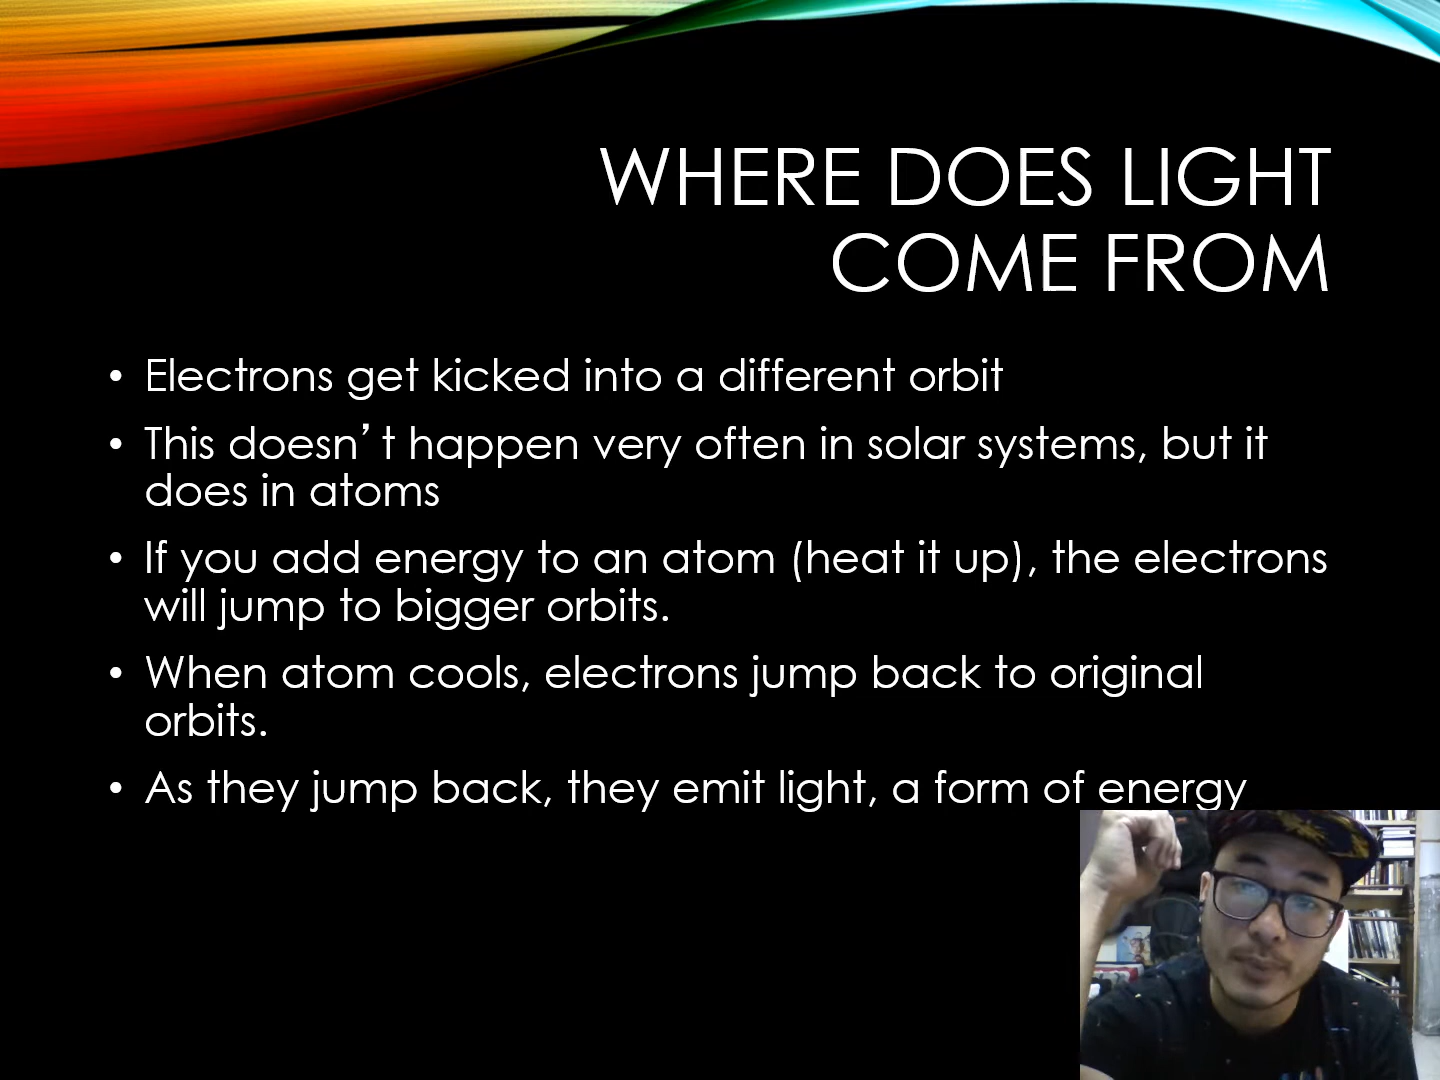 WHERE DOES LIGHT
COME FROM
• Electrons get kicked into a different orbit
• This doesn’t happen very often in solar systems, but it
does in atoms
• If you add energy to an atom (heat it up), the electrons
will jump to bigger orbits.
• When atom cools, electrons jump back to original
orbits.
• As they jump back, they emit light, a form of energy